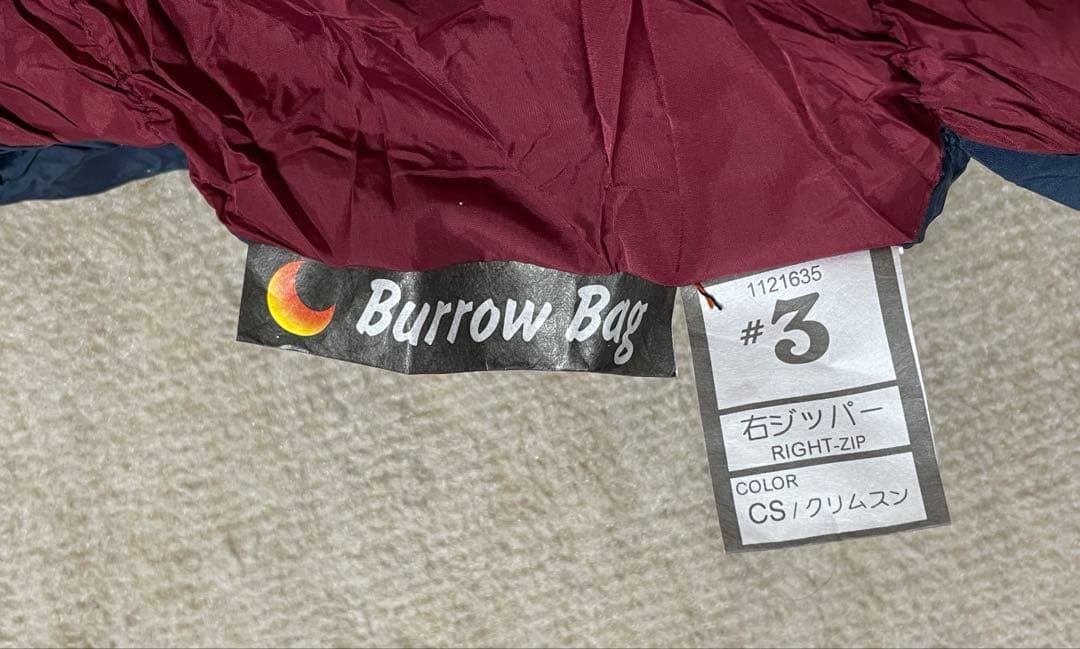 Burrow Bag
1121635
#3
右ジッパー
RIGHT-ZIP
COLOR
CS/クリムスン